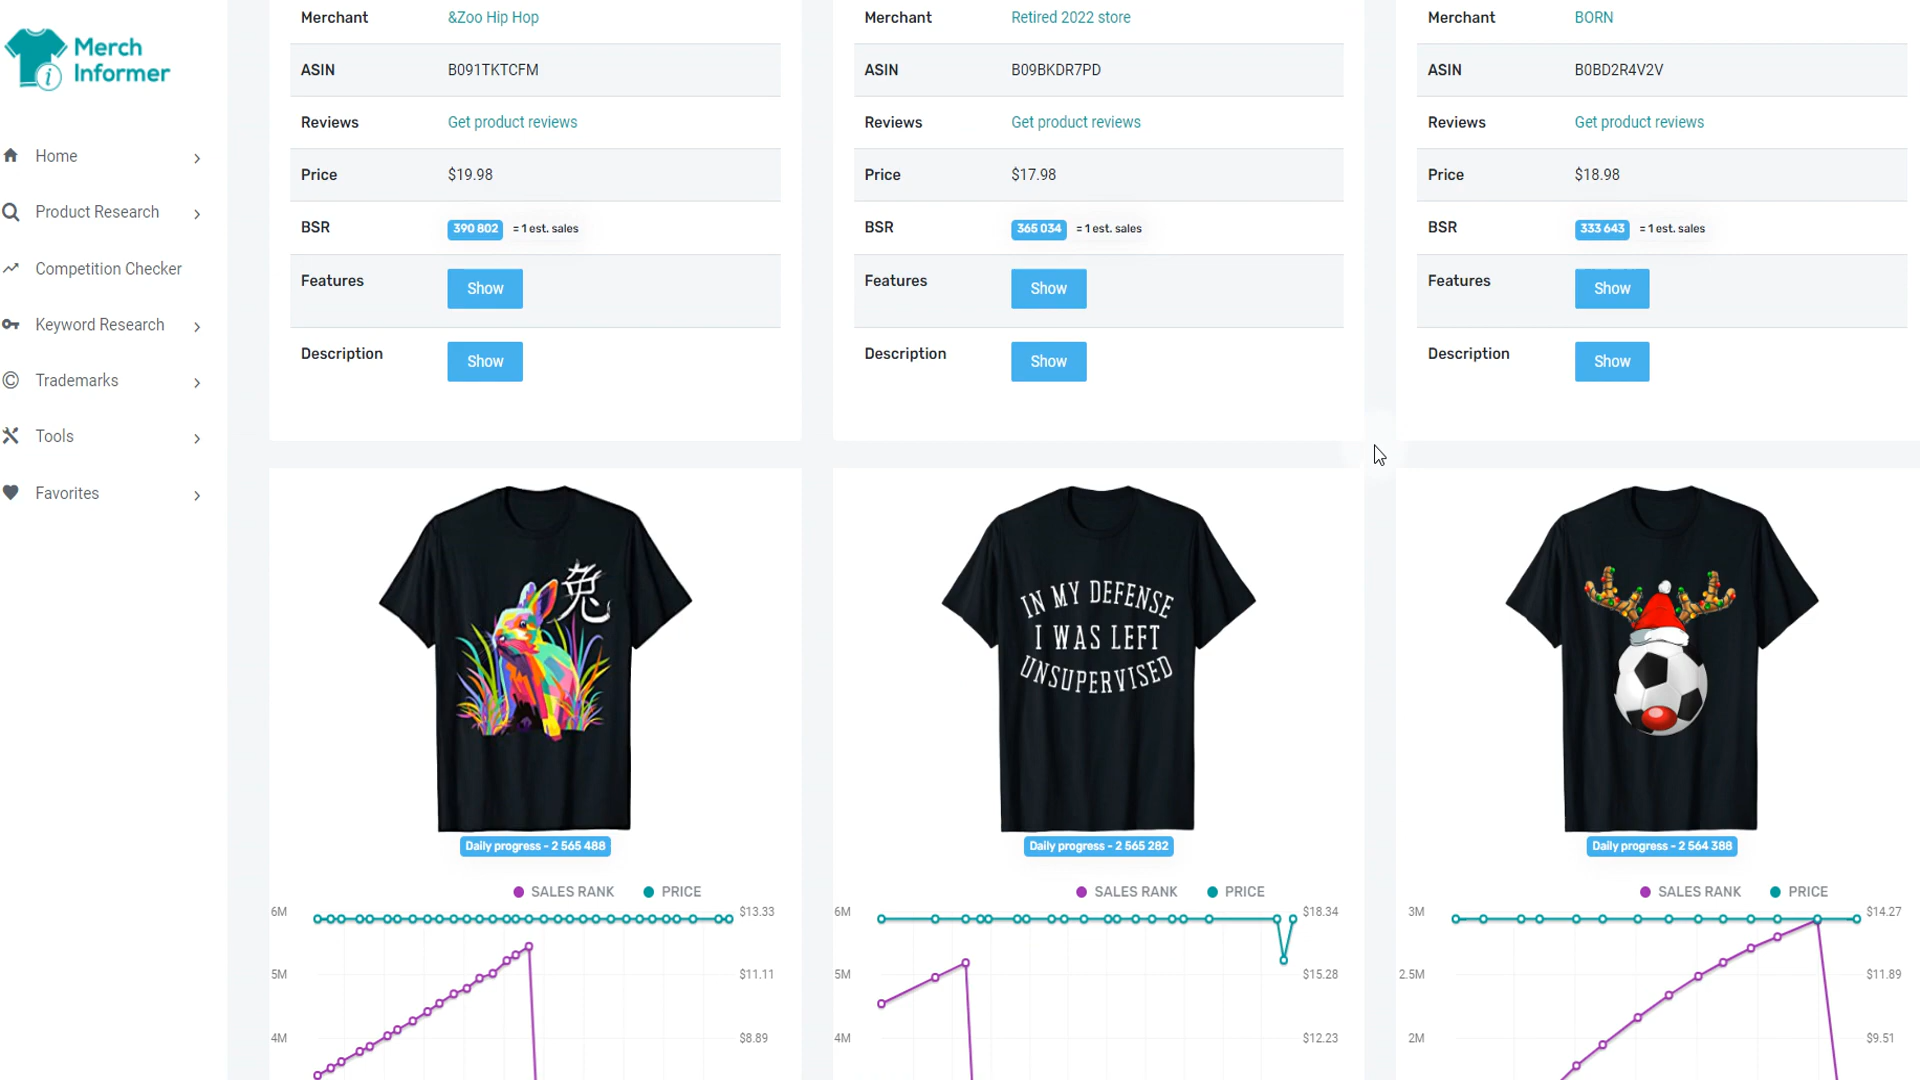 Merch
Informer
Home
Product Research
Competition Checker
Keyword Research
Trademarks
Tools
Favorites
Merchant &Zoo Hip Hop
ASIN B091TKTCFM
Reviews Get product reviews
Price $19.98
BSR 390 802 = 1 est. sales
Features Show
Description Show
Merchant Retired 2022 store
ASIN B09BKDR7PD
Reviews Get product reviews
Price $17.98
BSR 365 034 = 1 est. sales
Features Show
Description Show
Merchant BORN
ASIN B0BD2R4V2V
Reviews Get product reviews
Price $18.98
BSR 333 643 = 1 est. sales
Features Show
Description Show
兔
Daily progress - 2 565 488
SALES RANK PRICE
6M $13.33
5M $11.11
4M $8.89
IN MY DEFENSE
I WAS LEFT
UNSUPERVISED
Daily progress - 2 565 282
SALES RANK PRICE
6M $18.34
5M $15.28
4M $12.23
Daily progress - 2 564 388
SALES RANK PRICE
3M $14.27
2.5M $11.89
2M $9.51